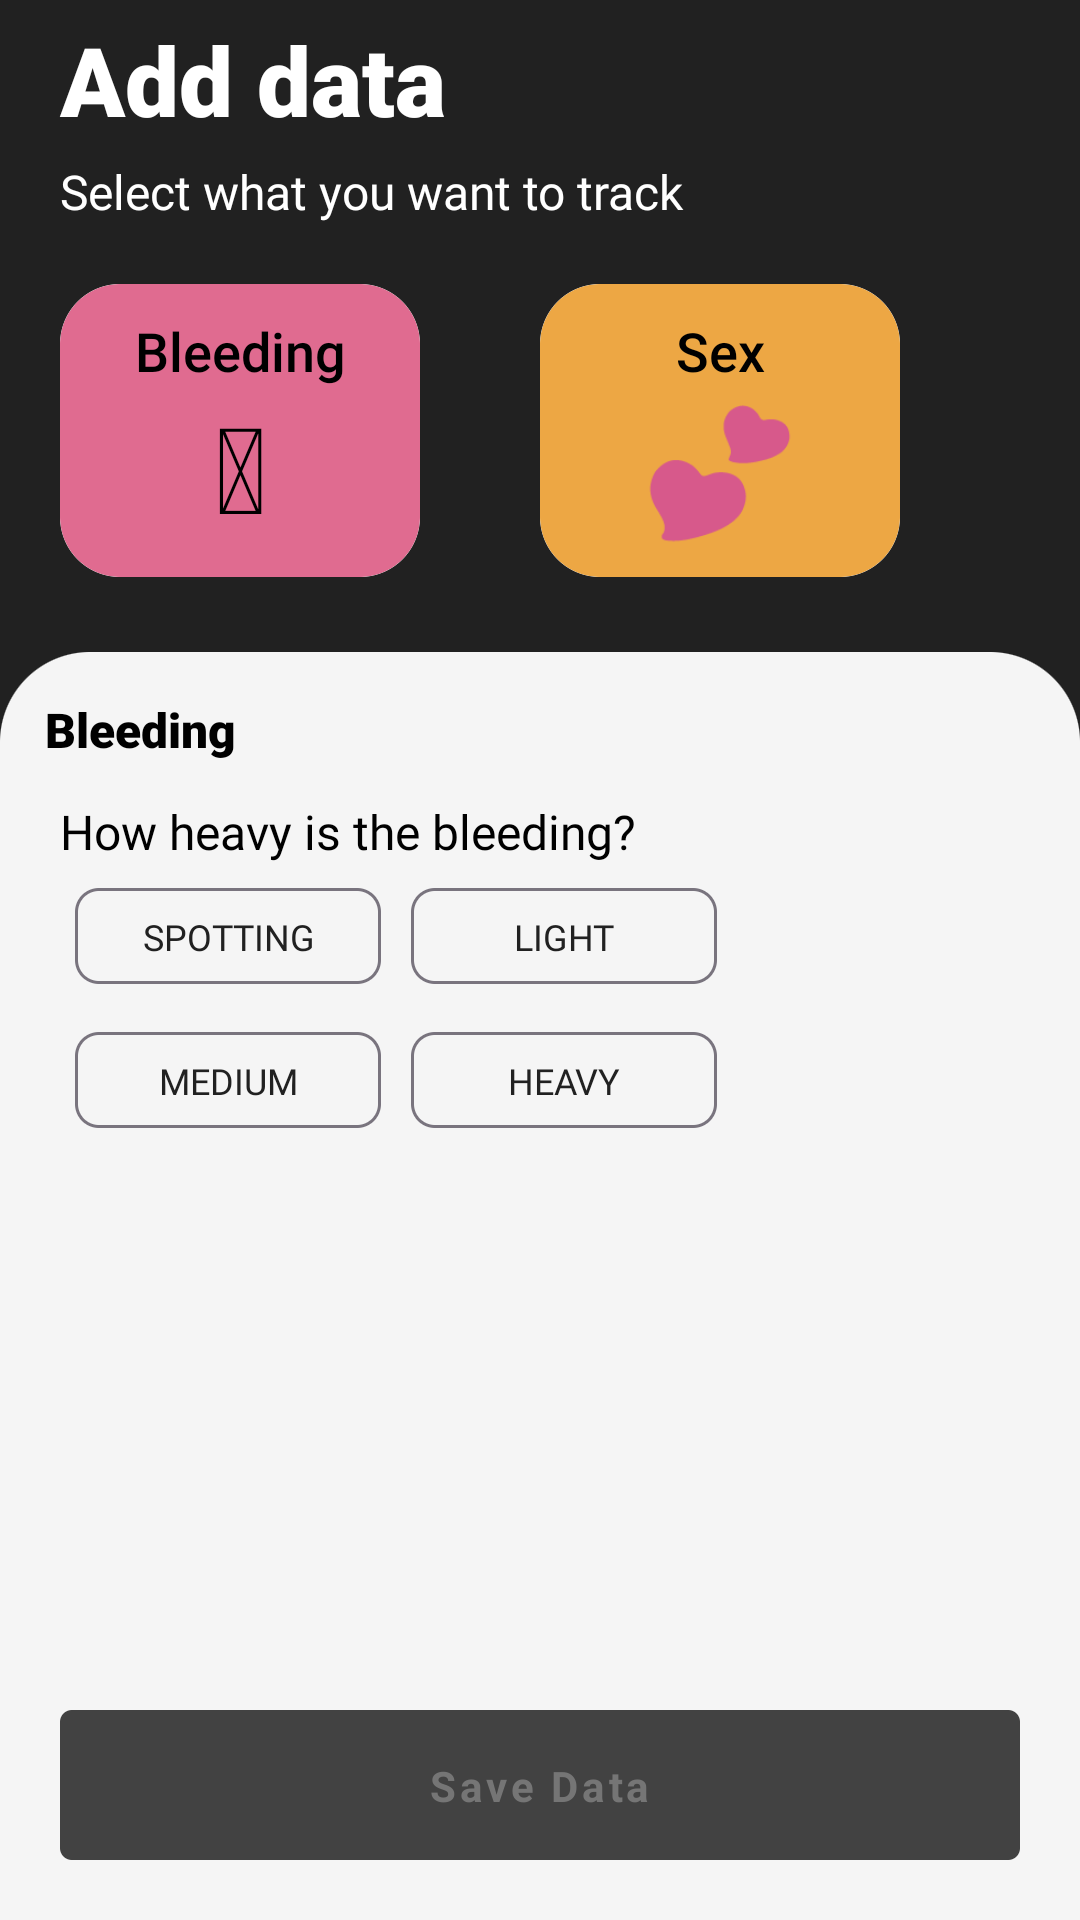 Add data
Select what you want to track
Bleeding
Sex
Bleeding
How heavy is the bleeding?
SPOTTING
LIGHT
MEDIUM
HEAVY
Save Data